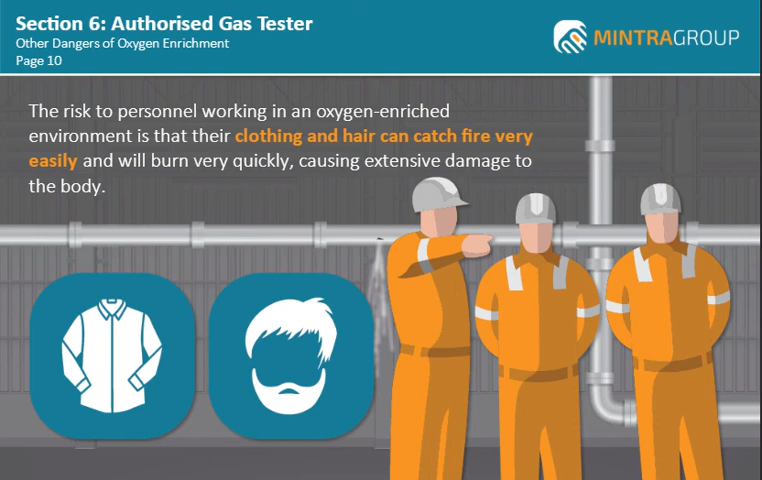 Section 6: Authorised Gas Tester
Other Dangers of Oxygen Enrichment
Page 10
MINTRAGROUP
The risk to personnel working in an oxygen-enriched
environment is that their clothing and hair can catch fire very
easily and will burn very quickly, causing extensive damage to
the body.